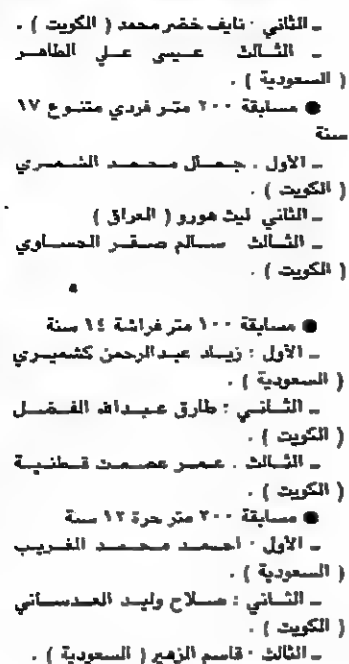 ـ الثاني · نايف خضر محمد ( الكويت ) .
ـ الثالث عيسى علي الطاهر
( السعودية ) .
● مسابقة ٢٠٠ متر فردي متنوع ١٧
سنة
ـ الأول . جمال محمد الشمري
( الكويت ) .
ـ الثاني ليث هورو ( العراق )
ـ الثالث سالم صقر الحساوي
( الكويت ) .
● مسابقة ١٠٠ متر فراشة ١٤ سنة
ـ الأول : زياد عبدالرحمن كشميري
( السعودية ) .
ـ الثاني : طارق عبدالله الفضل
( الكويت ) .
ـ الثالث . عمر عصمت قطنية
( الكويت ) .
● مسابقة ٢٠٠ متر حرة ١٢ سنة
ـ الأول · احمد محمد الغريب
( السعودية ) .
ـ الثاني : صلاح وليد العدساني
( الكويت ) .
ـ الثالث · قاسم الزهير ( السعودية ) .